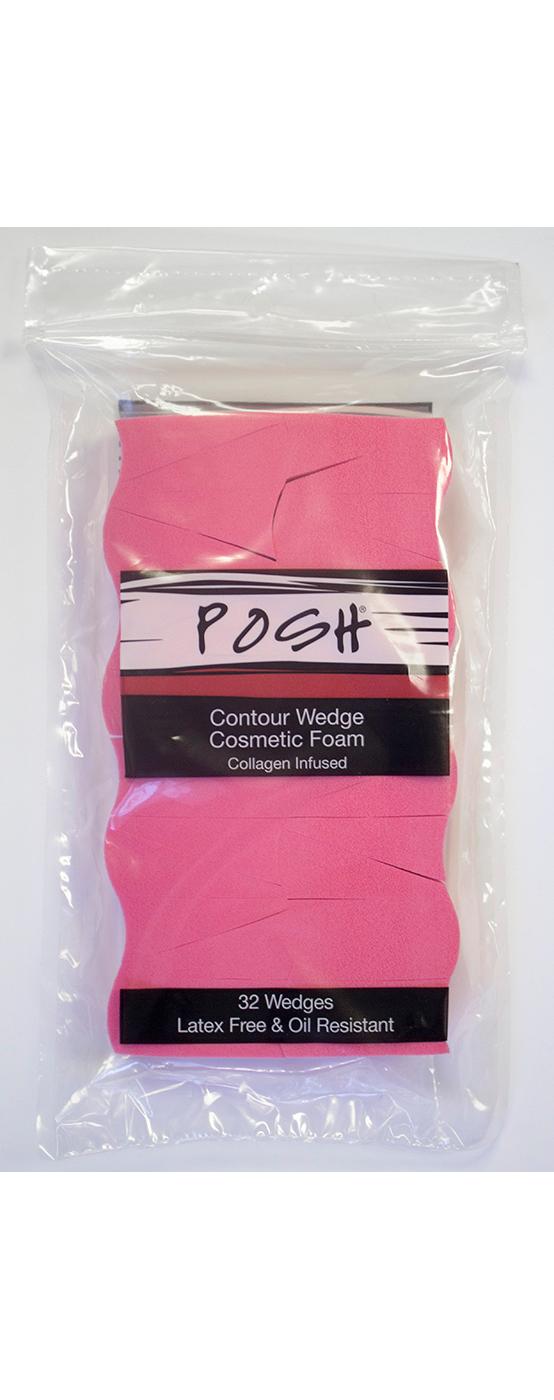 POSH®
Contour Wedge
Cosmetic Foam
Collagen Infused
32 Wedges
Latex Free & Oil Resistant